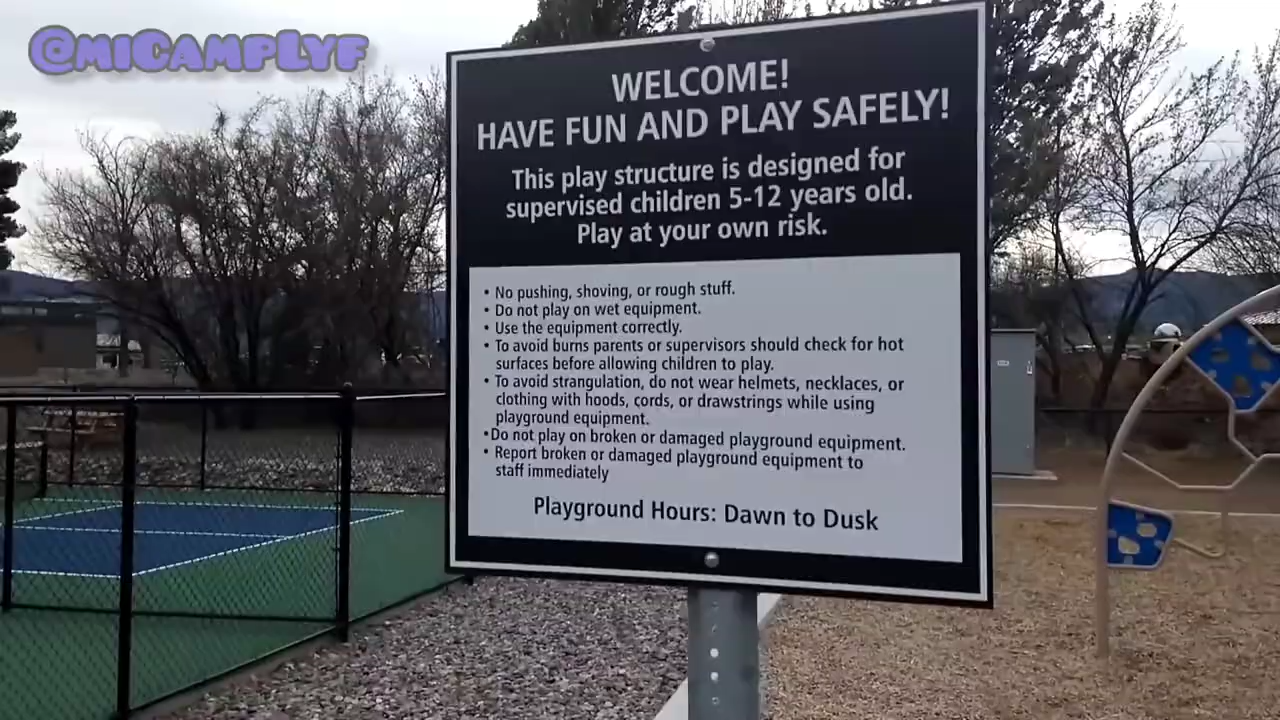 @MiCampLyf
WELCOME!
HAVE FUN AND PLAY SAFELY!
This play structure is designed for
supervised children 5-12 years old.
Play at your own risk.
• No pushing, shoving, or rough stuff.
• Do not play on wet equipment.
• Use the equipment correctly.
• To avoid burns parents or supervisors should check for hot
surfaces before allowing children to play.
• To avoid strangulation, do not wear helmets, necklaces, or
clothing with hoods, cords, or drawstrings while using
playground equipment.
• Do not play on broken or damaged playground equipment.
• Report broken or damaged playground equipment to
staff immediately
Playground Hours: Dawn to Dusk